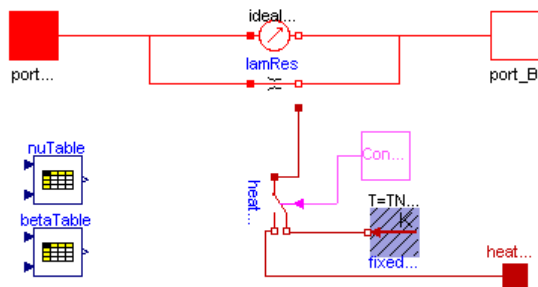 ideal...
port...
lamRes
port_B
nuTable
Con...
heat...
T=TN...
K
betaTable
fixed...
heat...